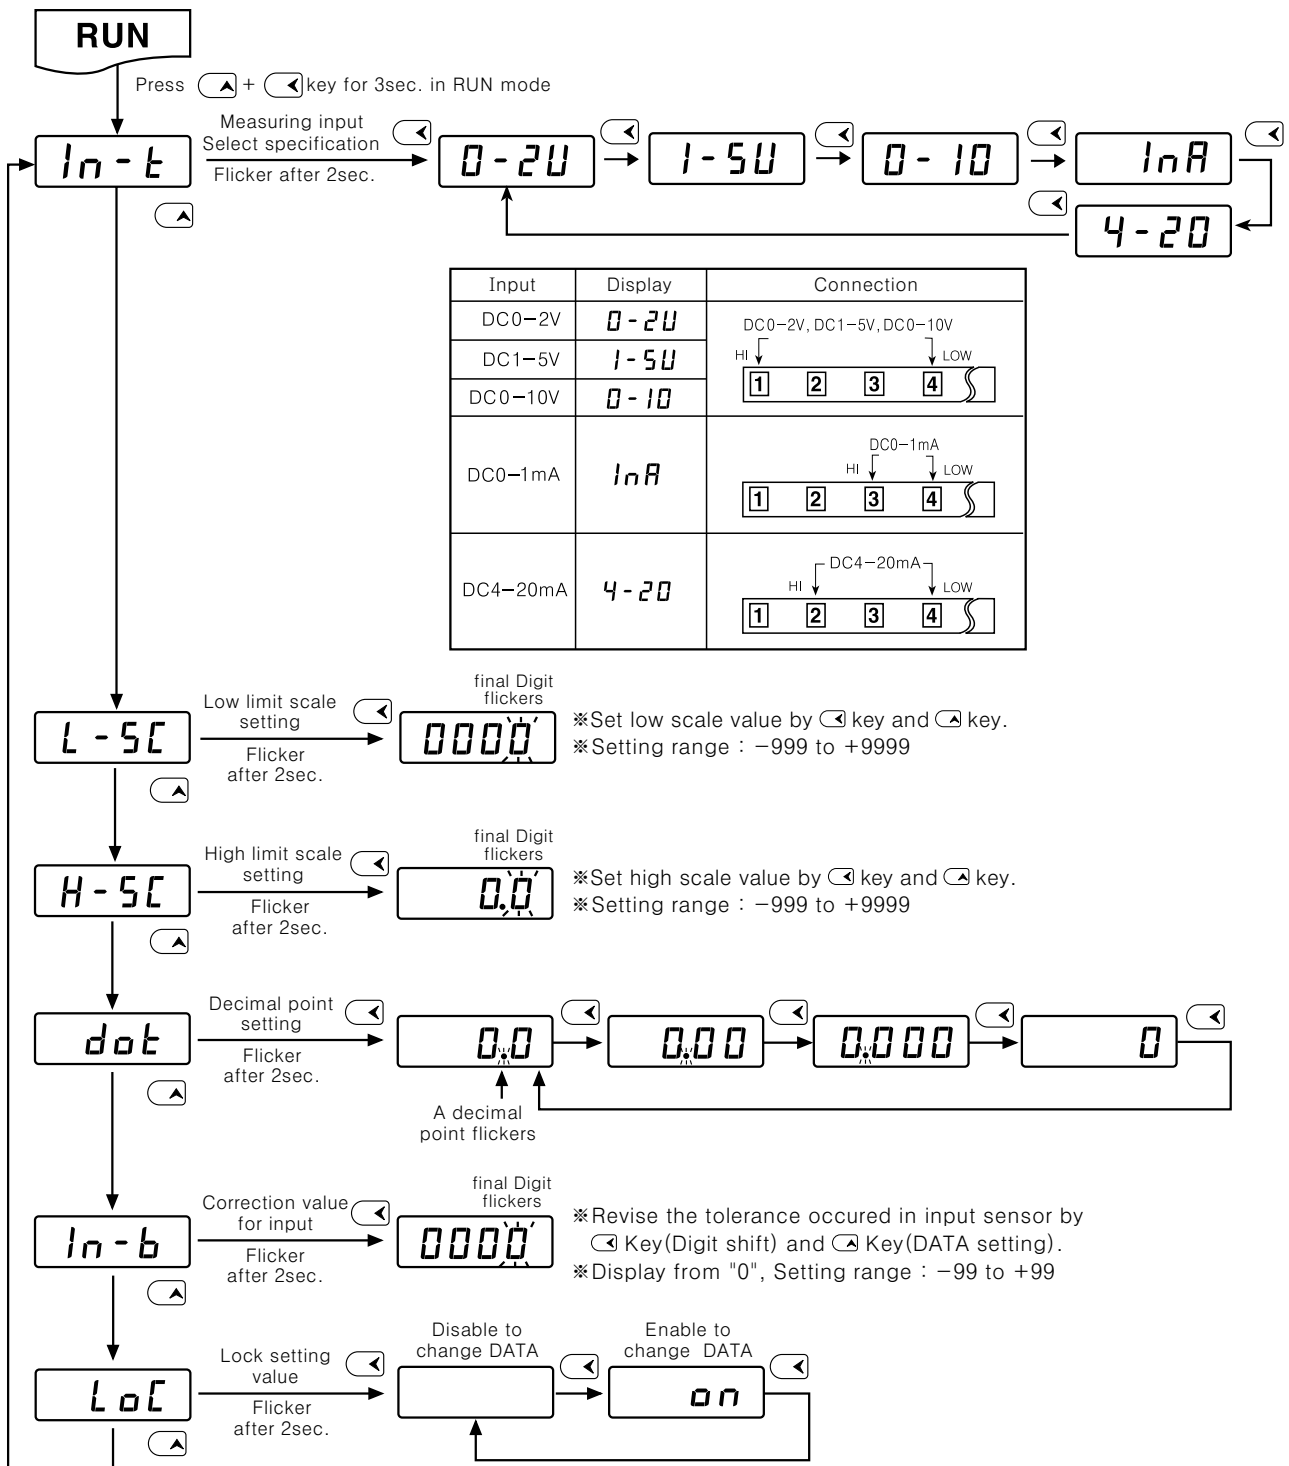 RUN
Press + key for 3sec. in RUN mode
In-t
Measuring input
Select specification
Flicker after 2sec.
0-2U
1-5U
0-10
InA
4-20
Input Display Connection
DC0-2V 0-2U
DC1-5V 1-5U
DC0-10V 0-10
DC0-2V, DC1-5V, DC0-10V
HI LOW
1 2 3 4
DC0-1mA InA
DC0-1mA
HI LOW
1 2 3 4
DC4-20mA 4-20
DC4-20mA
HI LOW
1 2 3 4
L-SC
Low limit scale
setting
Flicker
after 2sec.
final Digit
flickers
0000
※Set low scale value by key and key.
※Setting range : -999 to +9999
H-SC
High limit scale
setting
Flicker
after 2sec.
final Digit
flickers
0.0
※Set high scale value by key and key.
※Setting range : -999 to +9999
dot
Decimal point
setting
Flicker
after 2sec.
0.0
0.00
0.000
0
A decimal
point flickers
In-b
Correction value
for input
Flicker
after 2sec.
final Digit
flickers
0000
※Revise the tolerance occured in input sensor by
Key(Digit shift) and Key(DATA setting).
※Display from "0", Setting range : -99 to +99
LoC
Lock setting
value
Flicker
after 2sec.
Disable to
change DATA
Enable to
change DATA
on